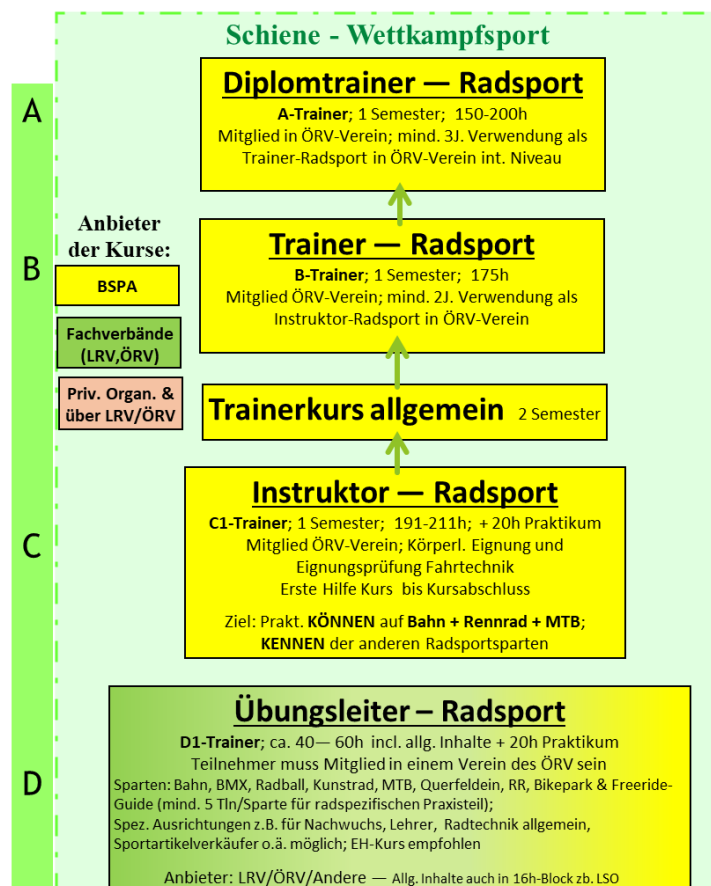 Schiene - Wettkampfsport
A
Diplomtrainer — Radsport
A-Trainer; 1 Semester; 150-200h
Mitglied in ÖRV-Verein; mind. 3J. Verwendung als
Trainer-Radsport in ÖRV-Verein int. Niveau
Anbieter
der Kurse:
BSPA
Fachverbände
(LRV,ÖRV)
Priv. Organ. &
über LRV/ÖRV
B
Trainer — Radsport
B-Trainer; 1 Semester; 175h
Mitglied ÖRV-Verein; mind. 2J. Verwendung als
Instruktor-Radsport in ÖRV-Verein
Trainerkurs allgemein 2 Semester
C
Instruktor — Radsport
C1-Trainer; 1 Semester; 191-211h; + 20h Praktikum
Mitglied ÖRV-Verein; Körperl. Eignung und
Eignungsprüfung Fahrtechnik
Erste Hilfe Kurs bis Kursabschluss
Ziel: Prakt. KÖNNEN auf Bahn + Rennrad + MTB;
KENNEN der anderen Radsportsparten
D
Übungsleiter – Radsport
D1-Trainer; ca. 40— 60h incl. allg. Inhalte + 20h Praktikum
Teilnehmer muss Mitglied in einem Verein des ÖRV sein
Sparten: Bahn, BMX, Radball, Kunstrad, MTB, Querfeldein, RR, Bikepark & Freeride-
Guide (mind. 5 Tln/Sparte für radspezifischen Praxisteil);
Spez. Ausrichtungen z.B. für Nachwuchs, Lehrer, Radtechnik allgemein,
Sportartikelverkäufer o.ä. möglich; EH-Kurs empfohlen
Anbieter: LRV/ÖRV/Andere — Allg. Inhalte auch in 16h-Block zb. LSO